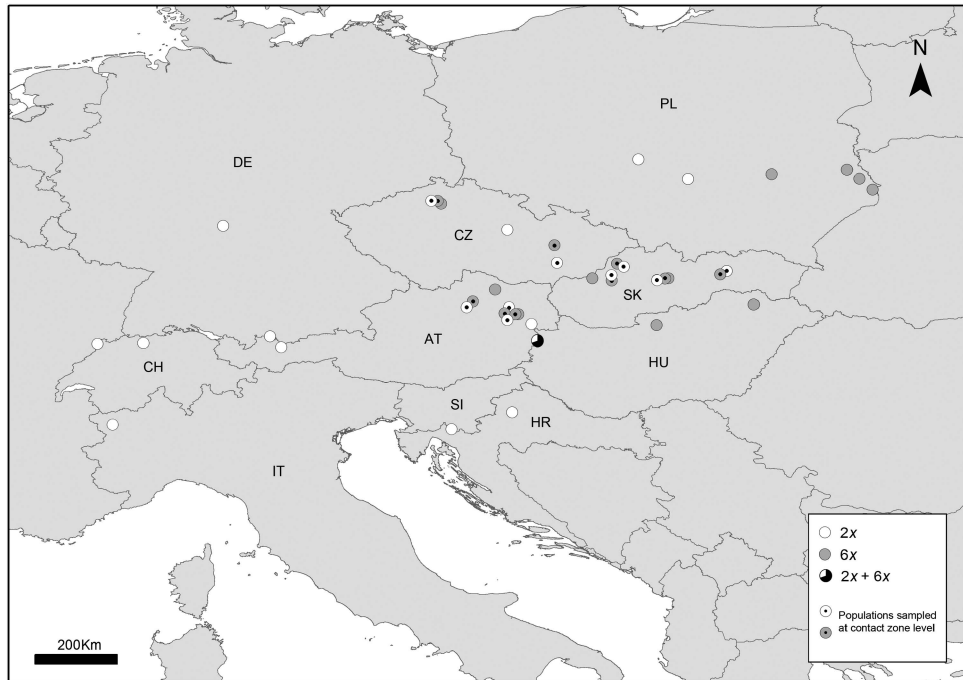 N
PL
DE
CZ
SK
AT
CH
HU
SI
HR
IT
2x
6x
2x + 6x
Populations sampled
at contact zone level
200Km